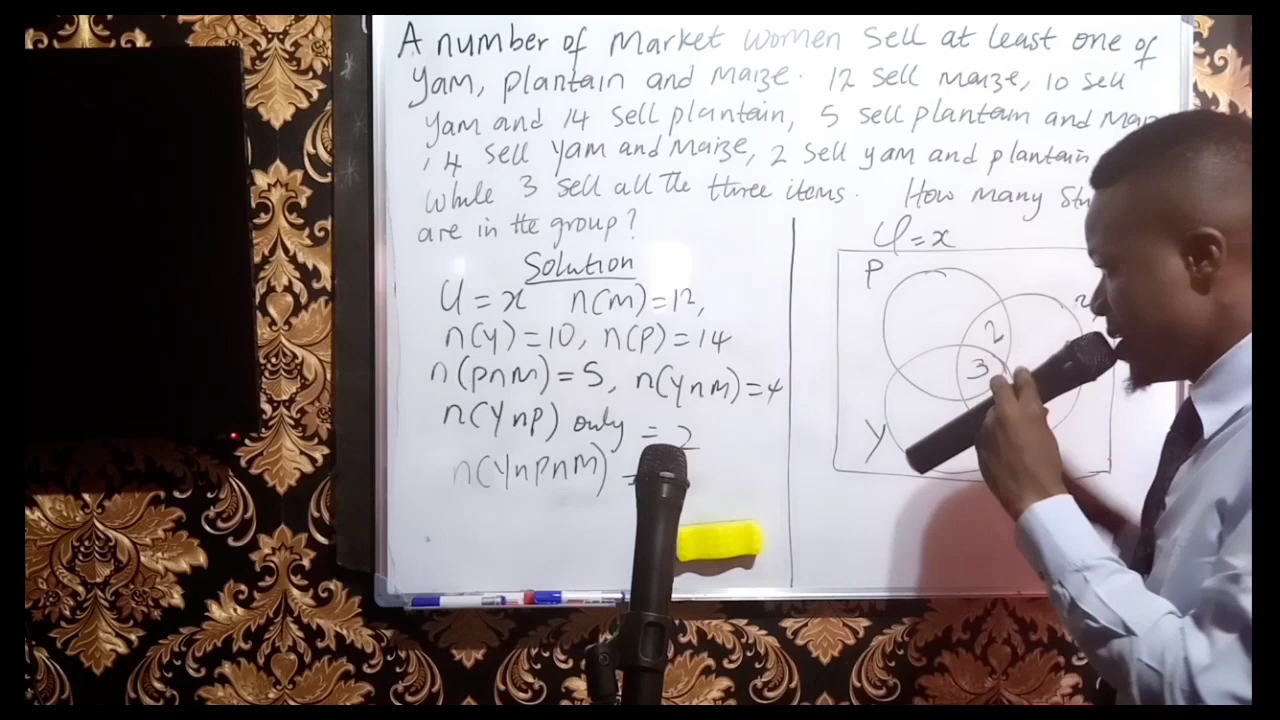 A number of market women sell at least one of
yam, plantain and maize. 12 sell maize, 10 sell
yam and 14 sell plantain, 5 sell plantain and
, 4 sell yam and maize, 2 sell yam and plantain
while 3 sell all the three items. How many
are in the group?
Solution
U = x n(m) = 12,
n(y) = 10, n(p) = 14
n(p∩m) = 5, n(y∩m) = 4
n(y∩p) only = 2
n(y∩p∩m) =
U = x
P
2
3
y